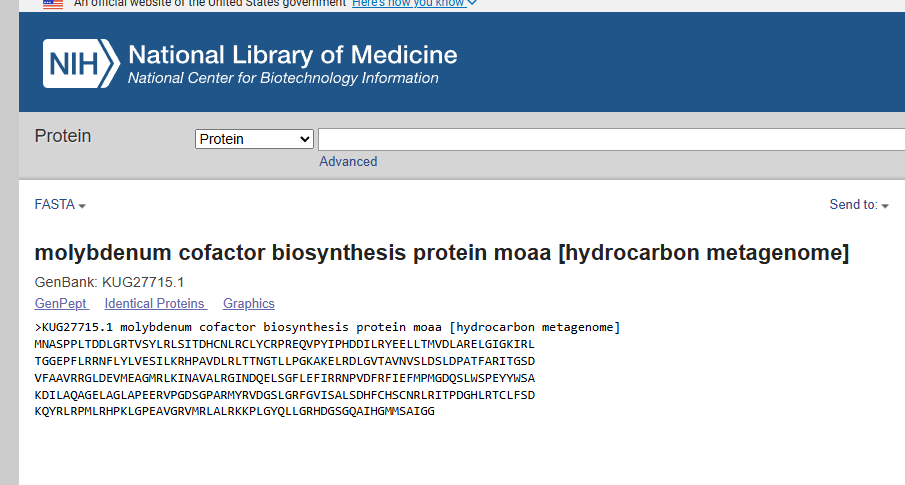 An official website of the United States government Here's how you know
NIH National Library of Medicine
National Center for Biotechnology Information
Protein Protein
Advanced
FASTA Send to:
molybdenum cofactor biosynthesis protein moaa [hydrocarbon metagenome]
GenBank: KUG27715.1
GenPept Identical Proteins Graphics
>KUG27715.1 molybdenum cofactor biosynthesis protein moaa [hydrocarbon metagenome]
MNASPPLTDDLGRTVSYLRLSITDHCNLRCLYCRPREQVPYIPHDDILRYEELLTMVDLARELGIGKIRL
TGGEPFLRRNFLYLVESILKRHPAVDLRLTTNGTLLPGKAKELRDLGVTAVNVSLDSLDPATFARITGSD
VFAAVRRGLDEVMEAGMRLKINAVALRGINDQELSGFLEFIRRNPVDFRFIEFMPMGDQSLWSPEYYWSA
KDILAQAGELAGLAPEERVPGDSGPARMYRVDGSLGRFGVISALSDHFCHSCNRLRITPDGHLRTCLFSD
KQYRLRPMLRHPKLGPEAVGRVMRLALRKKPLGYQLLGRHDGSGQAIHGMMSAIGG